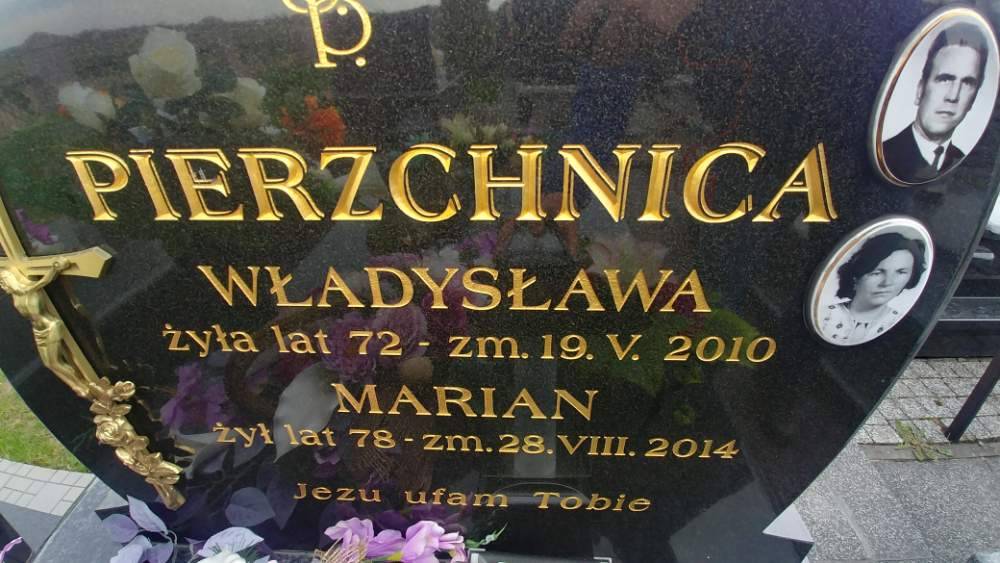 PIERZCHNICA
WŁADYSŁAWA
żyła lat 72 - zm. 19. V. 2010
MARIAN
żył lat 78 - zm. 28. VIII. 2014
Jezu ufam Tobie